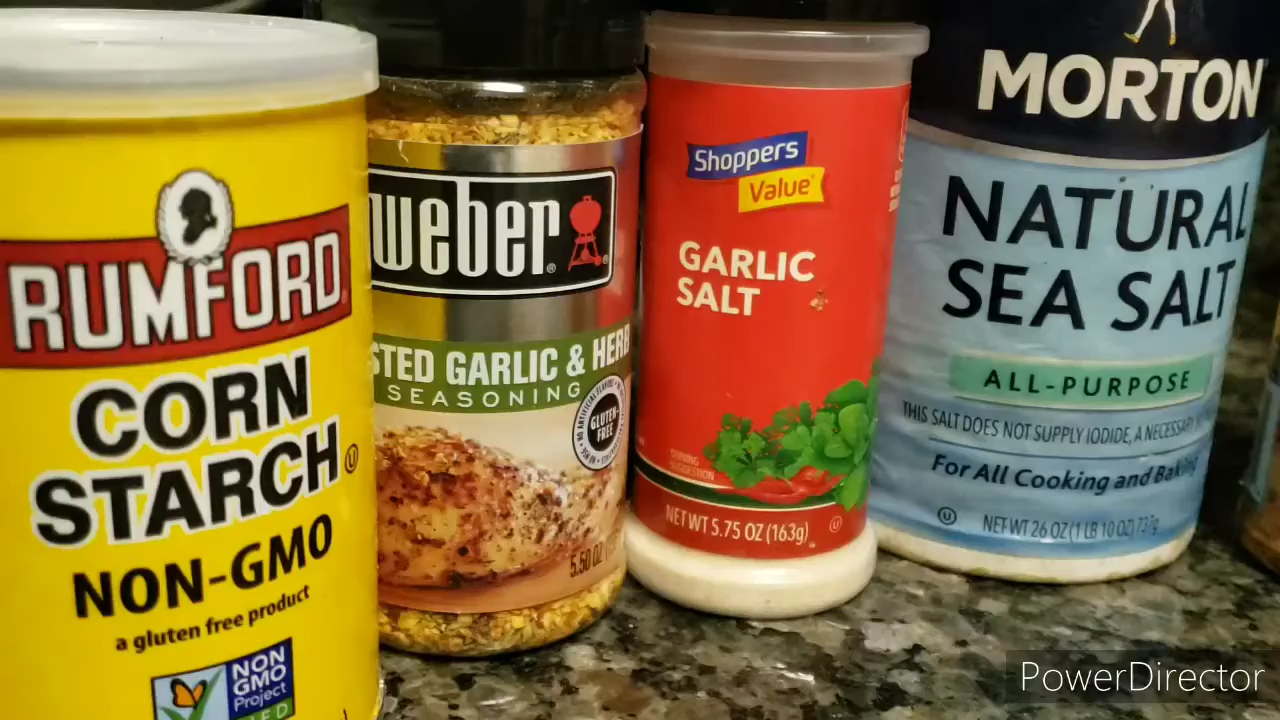 RUMFORD
CORN
STARCH
NON-GMO
a gluten free product
NON
GMO
Project
weber
STED GARLIC & HERB
SEASONING
GLUTEN-
FREE
5.50 OZ
Shoppers
Value
GARLIC
SALT
SERVING
SUGGESTION
NET WT 5.75 OZ (163g)
MORTON
NATURAL
SEA SALT
ALL-PURPOSE
THIS SALT DOES NOT SUPPLY IODIDE, A NECESSARY
For All Cooking and Baking
NET WT 26 OZ (1 LB 10 OZ) 737g
PowerDirector